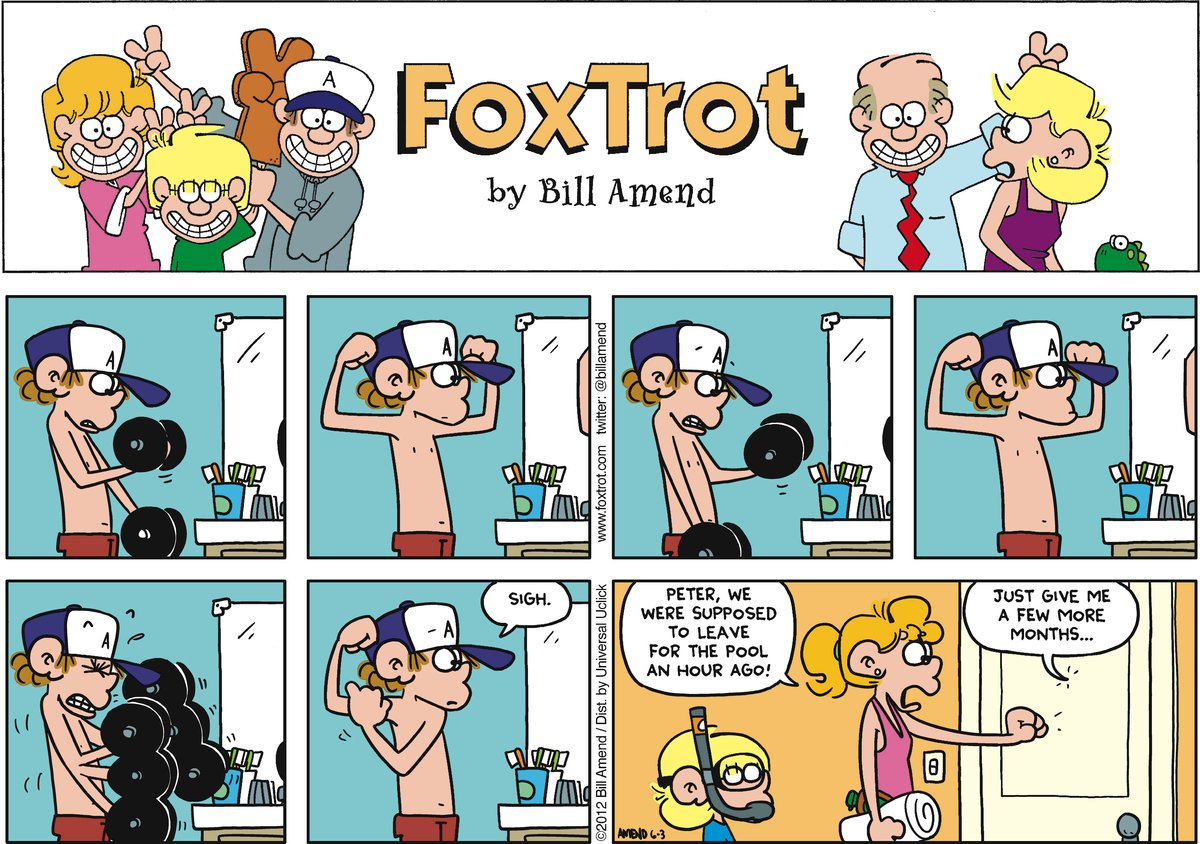 A
FOXTROT
by Bill Amend
A
A
www.foxtrot.com twitter: @billamend
A
A
A
A
SIGH.
©2012 Bill Amend / Dist. by Universal Uclick
PETER, WE
WERE SUPPOSED
TO LEAVE
FOR THE POOL
AN HOUR AGO!
JUST GIVE ME
A FEW MORE
MONTHS...
AMEND 6-3